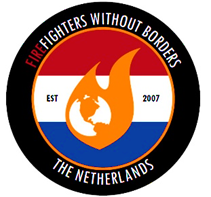 FIREFIGHTERS WITHOUT BORDERS
EST 2007
THE NETHERLANDS